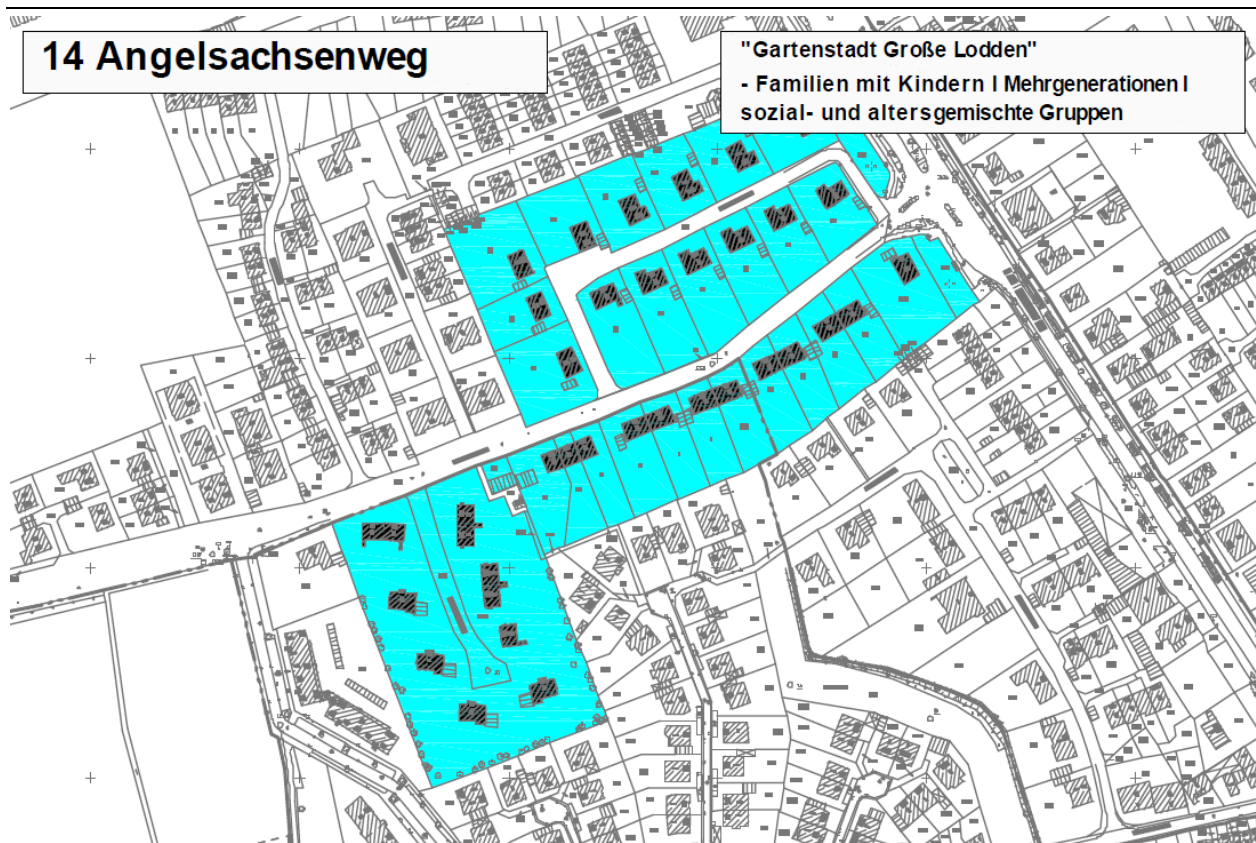 14 Angelsachsenweg
"Gartenstadt Große Lodden"
- Familien mit Kindern I Mehrgenerationen I
sozial- und altersgemischte Gruppen